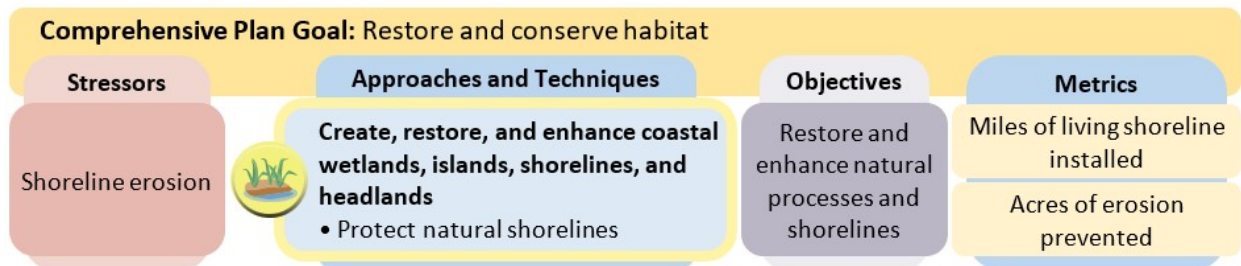 Comprehensive Plan Goal: Restore and conserve habitat
Stressors
Shoreline erosion
Approaches and Techniques
Create, restore, and enhance coastal
wetlands, islands, shorelines, and
headlands
• Protect natural shorelines
Objectives
Restore and
enhance natural
processes and
shorelines
Metrics
Miles of living shoreline
installed
Acres of erosion
prevented